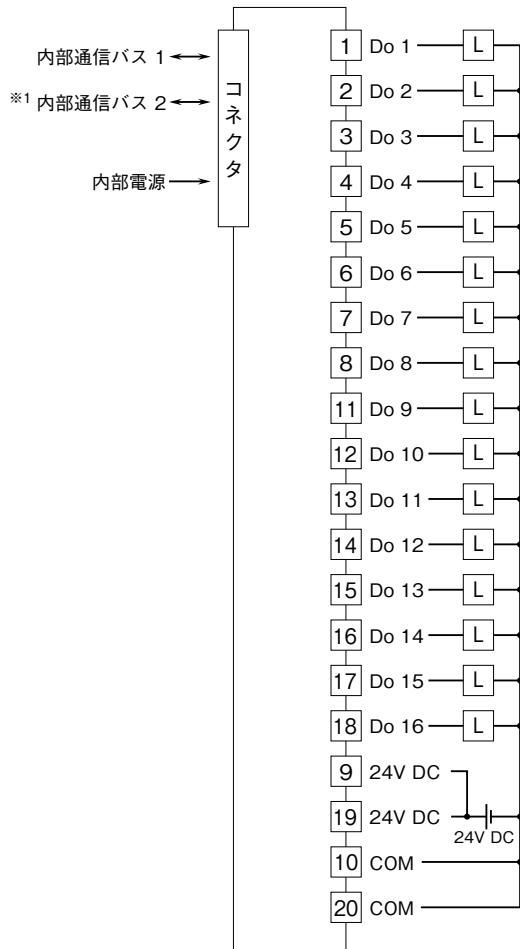 内部通信バス 1
※1 内部通信バス 2
内部電源
コネクタ
1 Do 1 L
2 Do 2 L
3 Do 3 L
4 Do 4 L
5 Do 5 L
6 Do 6 L
7 Do 7 L
8 Do 8 L
11 Do 9 L
12 Do 10 L
13 Do 11 L
14 Do 12 L
15 Do 13 L
16 Do 14 L
17 Do 15 L
18 Do 16 L
9 24V DC
19 24V DC
24V DC
10 COM
20 COM